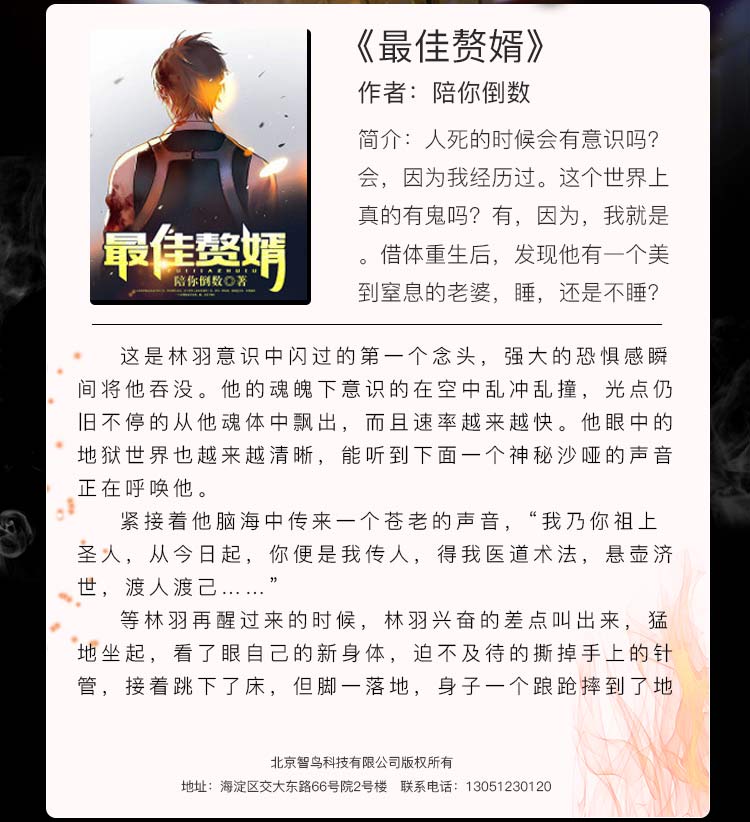 《最佳赘婿》
作者：陪你倒数
简介：人死的时候会有意识吗？
会，因为我经历过。这个世界上
真的有鬼吗？有，因为，我就是
。借体重生后，发现他有一个美
到窒息的老婆，睡，还是不睡？
最佳赘婿
ZUIJIAZHUIXU
陪你倒数◎著
这是林羽意识中闪过的第一个念头，强大的恐惧感瞬
间将他吞没。他的魂魄下意识的在空中乱冲乱撞，光点仍
旧不停的从他魂体中飘出，而且速率越来越快。他眼中的
地狱世界也越来越清晰，能听到下面一个神秘沙哑的声音
正在呼唤他。
紧接着他脑海中传来一个苍老的声音，“我乃你祖上
圣人，从今日起，你便是我传人，得我医道术法，悬壶济
世，渡人渡己……”
等林羽再醒过来的时候，林羽兴奋的差点叫出来，猛
地坐起，看了眼自己的新身体，迫不及待的撕掉手上的针
管，接着跳下了床，但脚一落地，身子一个踉跄摔到了地
北京智鸟科技有限公司版权所有
地址：海淀区交大东路66号院2号楼 联系电话：13051230120